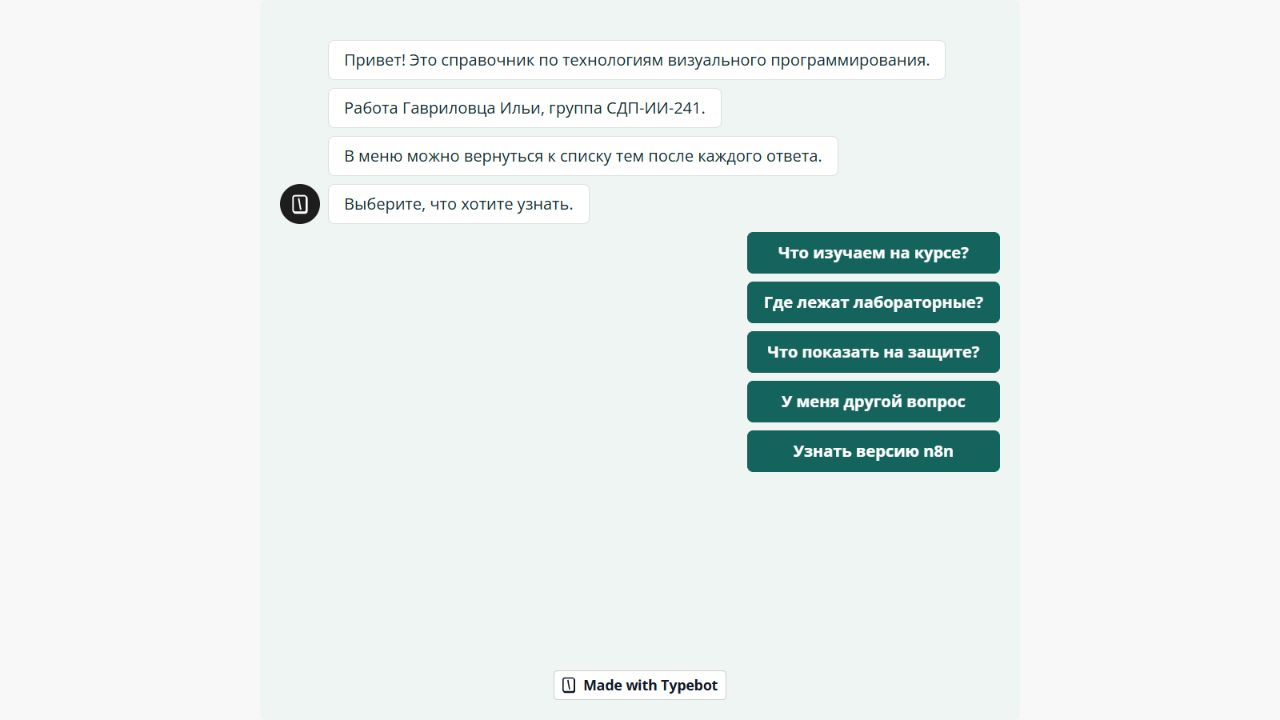 Привет! Это справочник по технологиям визуального программирования.
Работа Гавриловца Ильи, группа СДП-ИИ-241.
В меню можно вернуться к списку тем после каждого ответа.
Выберите, что хотите узнать.
Что изучаем на курсе?
Где лежат лабораторные?
Что показать на защите?
У меня другой вопрос
Узнать версию n8n
Made with Typebot